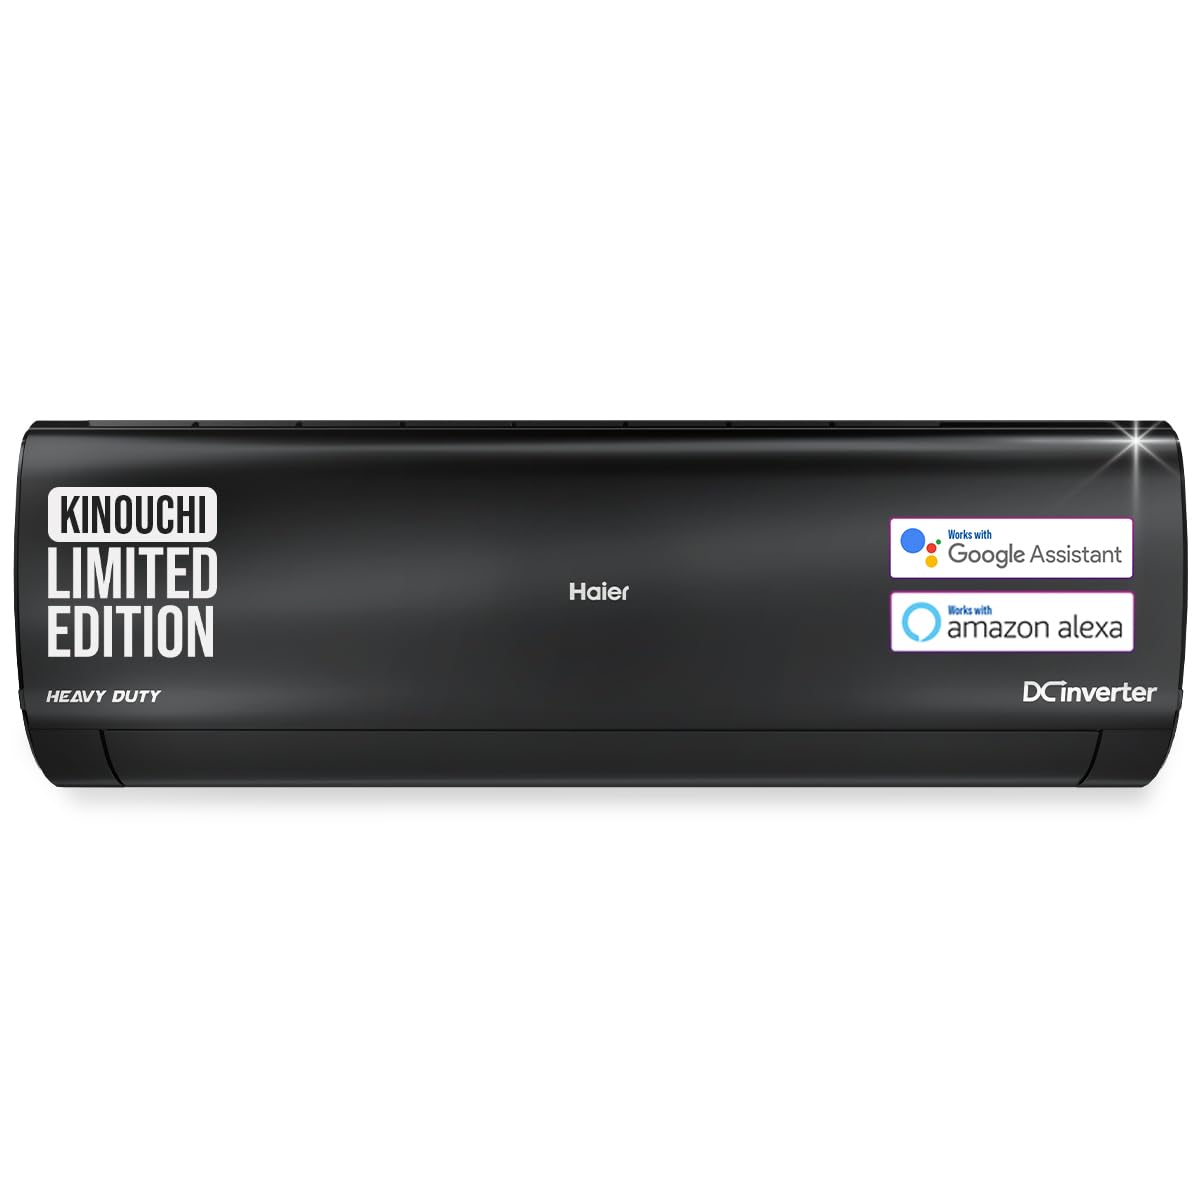 KINOUCHI
LIMITED
EDITION
HEAVY DUTY
Haier
Works with
Google Assistant
Works with
amazon alexa
DC inverter